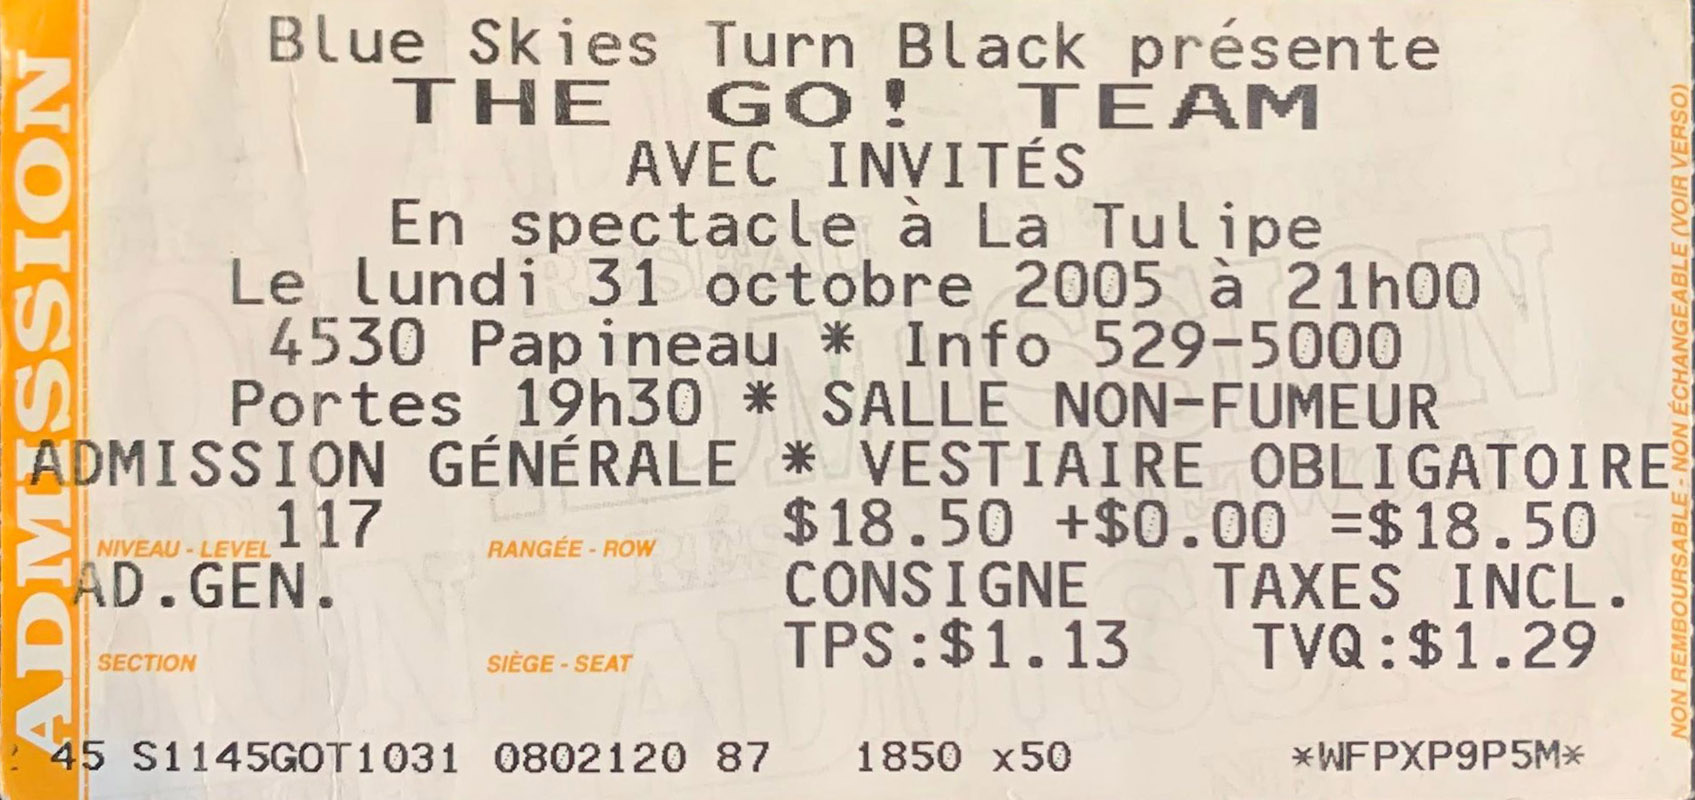 ADMISSION
Blue Skies Turn Black présente
THE GO! TEAM
AVEC INVITÉS
En spectacle à La Tulipe
Le lundi 31 octobre 2005 à 21h00
4530 Papineau * Info 529-5000
Portes 19h30 * SALLE NON-FUMEUR
ADMISSION GÉNÉRALE * VESTIAIRE OBLIGATOIRE
NIVEAU - LEVEL 117 RANGÉE - ROW $18.50 +$0.00 =$18.50
AD.GEN. CONSIGNE TAXES INCL.
SECTION SIÈGE - SEAT TPS:$1.13 TVQ:$1.29
45 S1145GOT1031 0802120 87 1850 x50 *WFPXP9P5M*
NON REMBOURSABLE - NON ÉCHANGEABLE (VOIR VERSO)